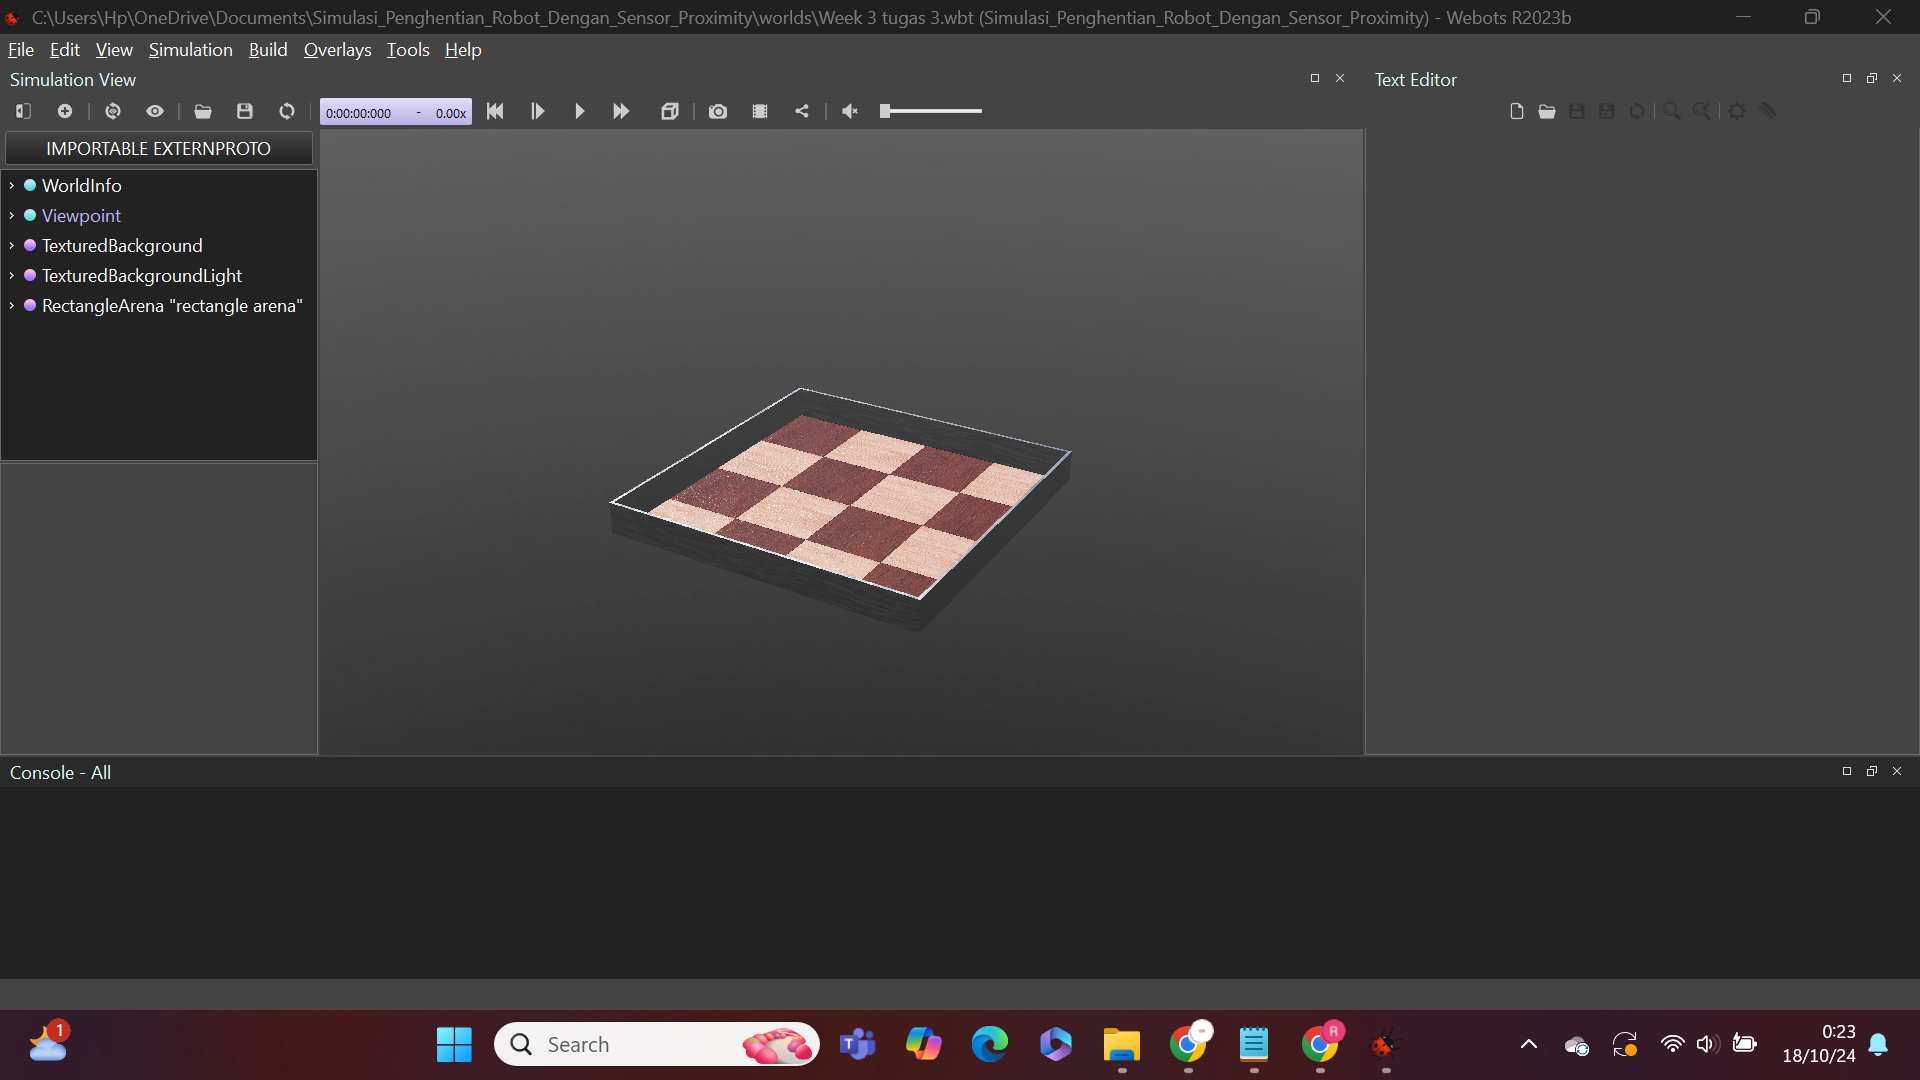 C:\Users\Hp\OneDrive\Documents\Simulasi_Penghentian_Robot_Dengan_Sensor_Proximity\worlds\Week 3 tugas 3.wbt (Simulasi_Penghentian_Robot_Dengan_Sensor_Proximity) - Webots R2023b
File Edit View Simulation Build Overlays Tools Help
Simulation View
Text Editor
0:00:00:000 - 0.00x
IMPORTABLE EXTERNPROTO
WorldInfo
Viewpoint
TexturedBackground
TexturedBackgroundLight
RectangleArena "rectangle arena"
Console - All
1
Search
T
R
0:23
18/10/24